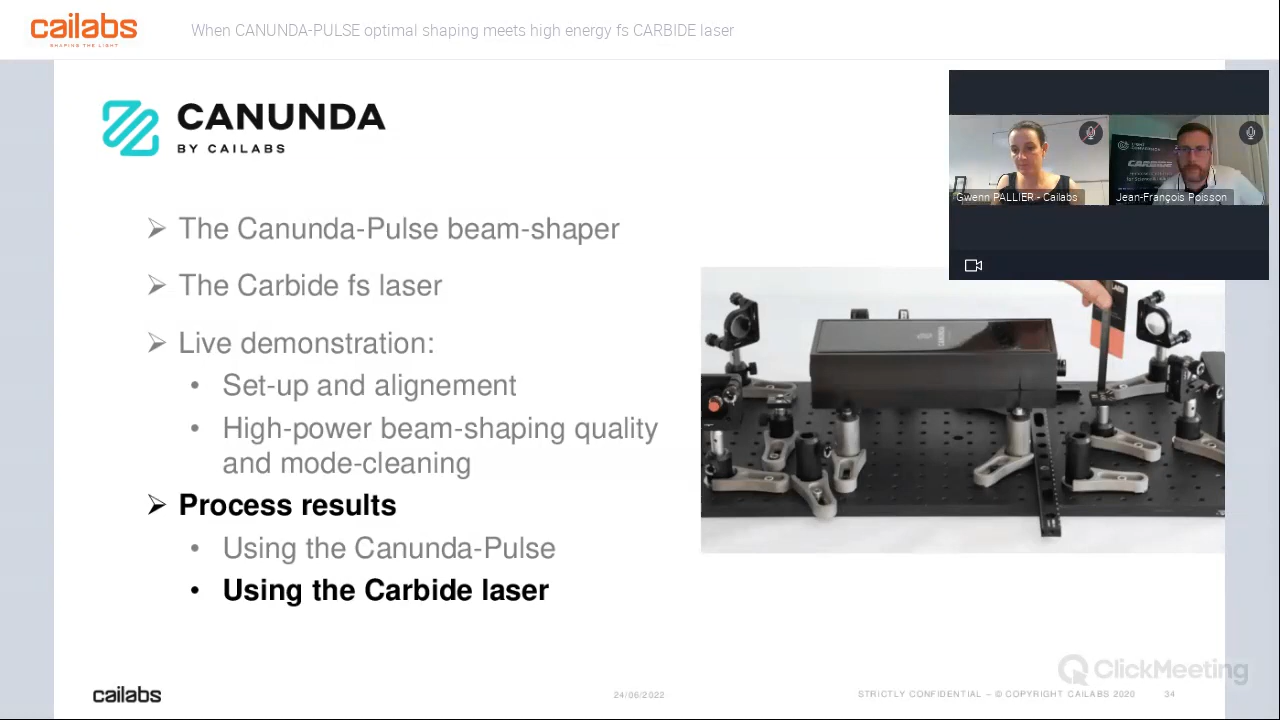 cailabs
SHAPING THE LIGHT
When CANUNDA-PULSE optimal shaping meets high energy fs CARBIDE laser
CANUNDA
BY CAILABS
Gwenn PALLIER - Cailabs
Jean-François Poisson
CARBIDE
The Canunda-Pulse beam-shaper
The Carbide fs laser
Live demonstration:
• Set-up and alignement
• High-power beam-shaping quality
and mode-cleaning
Process results
• Using the Canunda-Pulse
• Using the Carbide laser
CANUNDA
ClickMeeting
cailabs
24/06/2022
STRICTLY CONFIDENTIAL – © COPYRIGHT CAILABS 2020
34